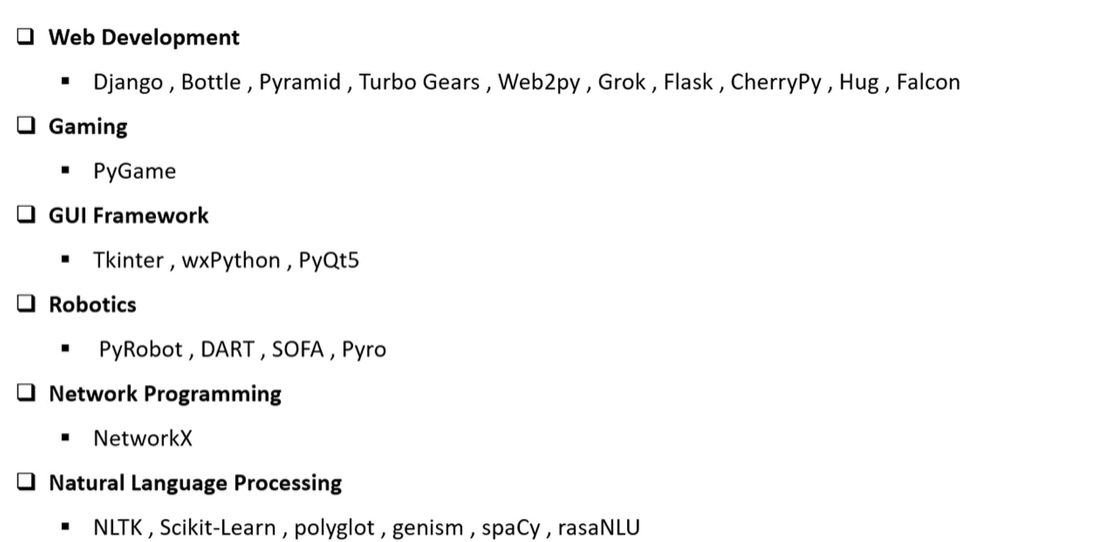 Web Development
Django , Bottle , Pyramid , Turbo Gears , Web2py , Grok , Flask , CherryPy , Hug , Falcon
Gaming
PyGame
GUI Framework
Tkinter , wxPython , PyQt5
Robotics
PyRobot , DART , SOFA , Pyro
Network Programming
NetworkX
Natural Language Processing
NLTK , Scikit-Learn , polyglot , genism , spaCy , rasaNLU